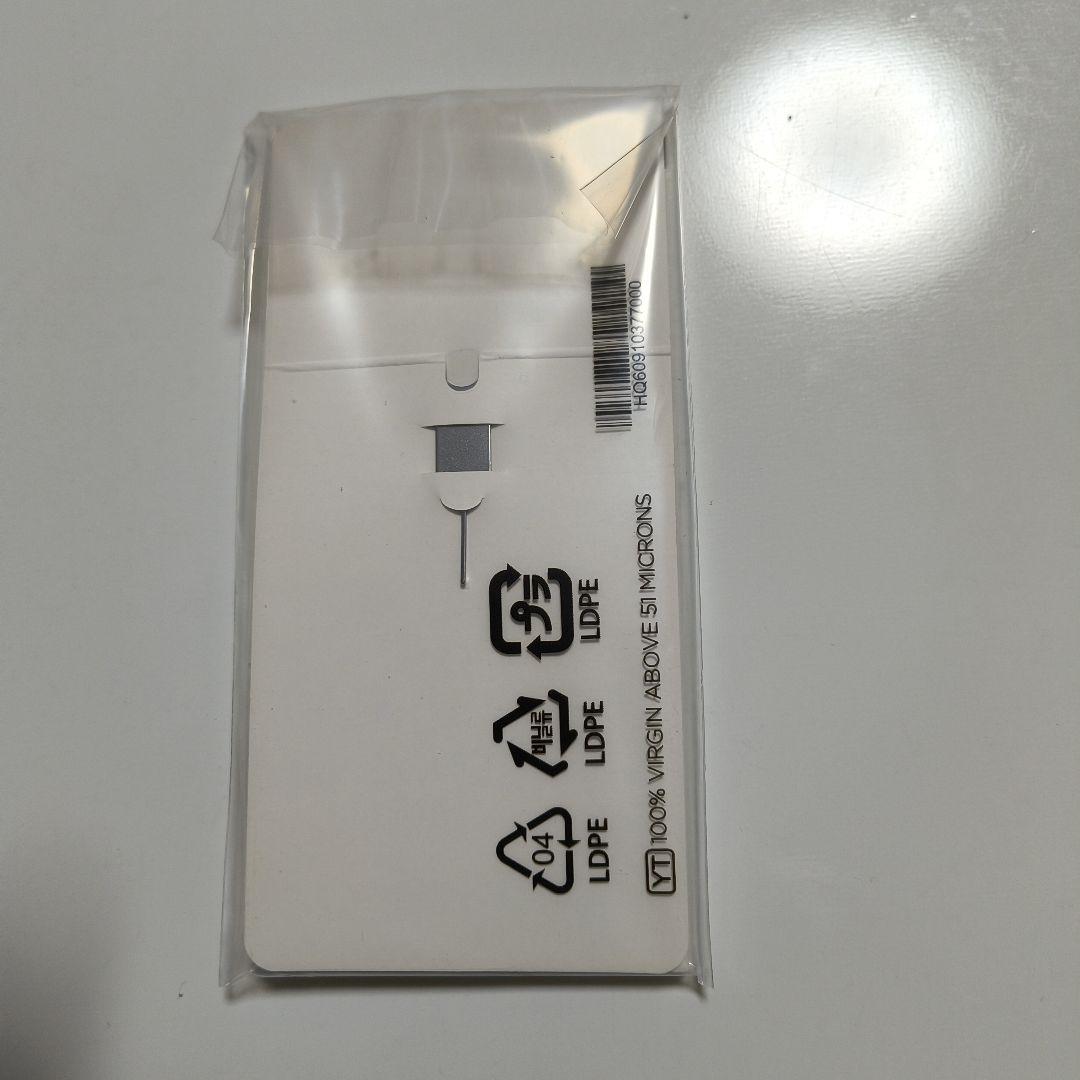 HQ60910377000
プラ
LDPE
비닐류
LDPE
04
LDPE
YT 100% VIRGIN ABOVE 51 MICRONS